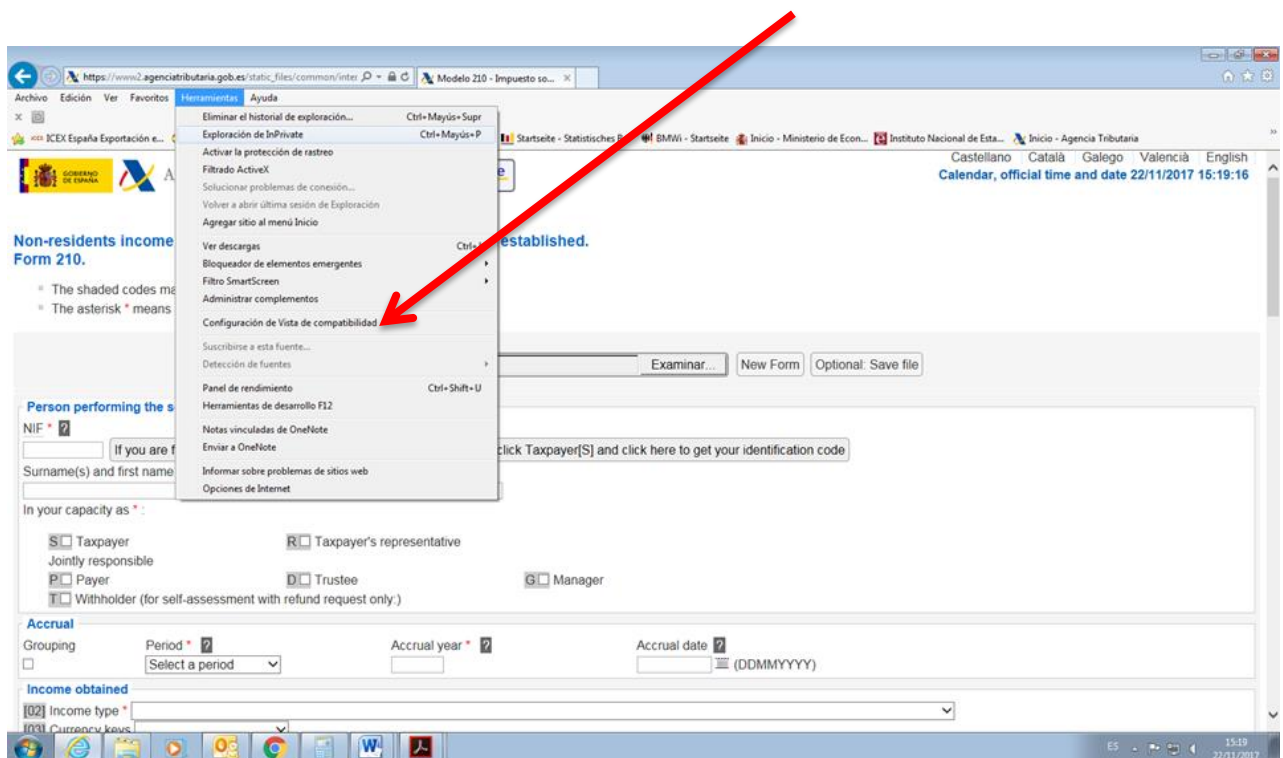 https://www2.agenciatributaria.gob.es/static_files/common/inter
Modelo 210 - Impuesto so...
Archivo Edición Ver Favoritos Herramientas Ayuda
ICEX España Exportación e...
Startseite - Statistisches B
BMWi - Startseite
Inicio - Ministerio de Econ...
Instituto Nacional de Esta...
Inicio - Agencia Tributaria
Eliminar el historial de exploración... Ctrl+Mayús+Supr
Exploración de InPrivate Ctrl+Mayús+P
Activar la protección de rastreo
Filtrado ActiveX
Solucionar problemas de conexión...
Volver a abrir última sesión de Exploración
Agregar sitio al menú Inicio
Ver descargas Ctrl+
Bloqueador de elementos emergentes
Filtro SmartScreen
Administrar complementos
Configuración de Vista de compatibilidad
Suscribirse a esta fuente...
Detección de fuentes
Panel de rendimiento Ctrl+Shift+U
Herramientas de desarrollo F12
Notas vinculadas de OneNote
Enviar a OneNote
Informar sobre problemas de sitios web
Opciones de Internet
GOBIERNO
DE ESPAÑA
A
e
Castellano Català Galego Valencià English
Calendar, official time and date 22/11/2017 15:19:16
Non-residents income
established.
Form 210.
The shaded codes ma
The asterisk * means
Examinar... New Form Optional: Save file
Person performing the s
NIF * ?
If you are f
click Taxpayer[S] and click here to get your identification code
Surname(s) and first name
In your capacity as * :
S Taxpayer R Taxpayer's representative
Jointly responsible
P Payer D Trustee G Manager
T Withholder (for self-assessment with refund request only:)
Accrual
Grouping Period * ? Accrual year * ? Accrual date ?
Select a period (DDMMYYYY)
Income obtained
[02] Income type *
[03] Currency keys
ES 15:19
22/11/2017